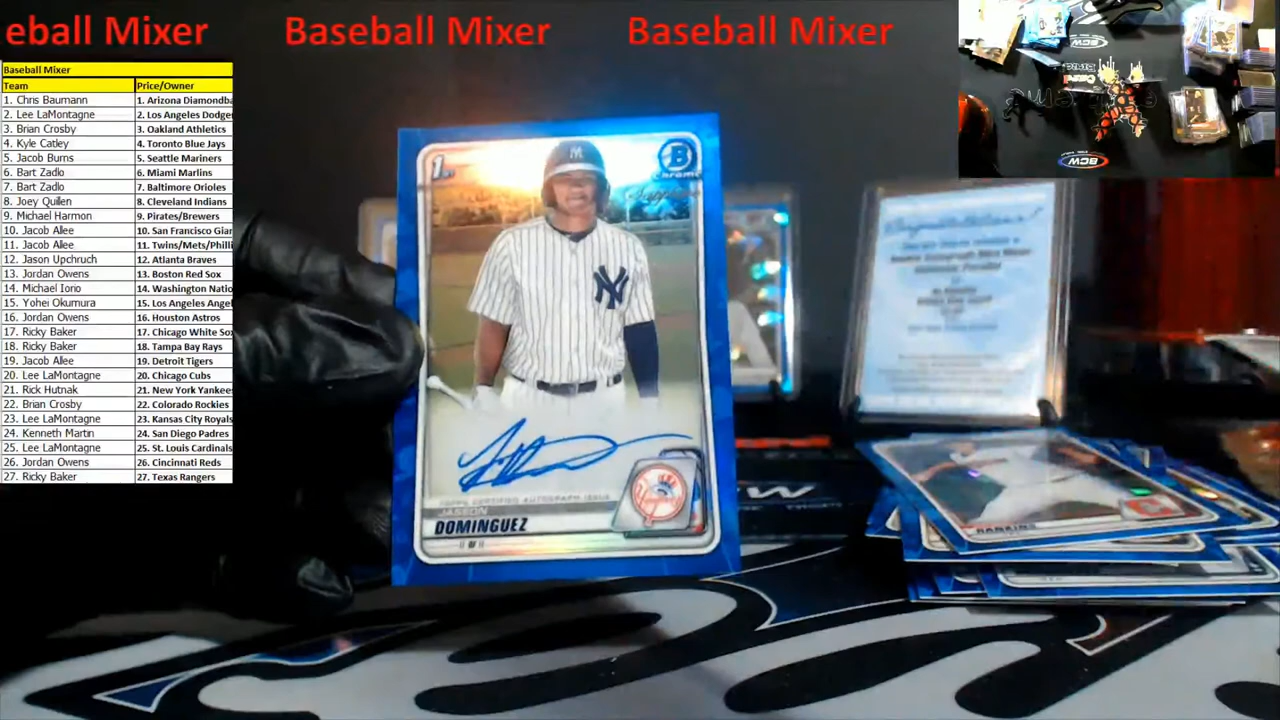 eball Mixer Baseball Mixer Baseball Mixer
Baseball Mixer
Team Price/Owner
1. Chris Baumann 1. Arizona Diamondba
2. Lee LaMontagne 2. Los Angeles Dodger
3. Brian Crosby 3. Oakland Athletics
4. Kyle Catley 4. Toronto Blue Jays
5. Jacob Burns 5. Seattle Mariners
6. Bart Zadlo 6. Miami Marlins
7. Bart Zadlo 7. Baltimore Orioles
8. Joey Quilen 8. Cleveland Indians
9. Michael Harmon 9. Pirates/Brewers
10. Jacob Allee 10. San Francisco Gian
11. Jacob Allee 11. Twins/Mets/Philli
12. Jason Upchruch 12. Atlanta Braves
13. Jordan Owens 13. Boston Red Sox
14. Michael Iorio 14. Washington Natio
15. Yohei Okumura 15. Los Angeles Angel
16. Jordan Owens 16. Houston Astros
17. Ricky Baker 17. Chicago White Sox
18. Ricky Baker 18. Tampa Bay Rays
19. Jacob Allee 19. Detroit Tigers
20. Lee LaMontagne 20. Chicago Cubs
21. Rick Hutnak 21. New York Yankee
22. Brian Crosby 22. Colorado Rockies
23. Lee LaMontagne 23. Kansas City Royals
24. Kenneth Martin 24. San Diego Padres
25. Lee LaMontagne 25. St. Louis Cardinals
26. Jordan Owens 26. Cincinnati Reds
27. Ricky Baker 27. Texas Rangers
BCW
1st
B
Chrome
NY
TOPPS CERTIFIED AUTOGRAPH ISSUE
JASSON
DOMINGUEZ
OF
Congratulations!